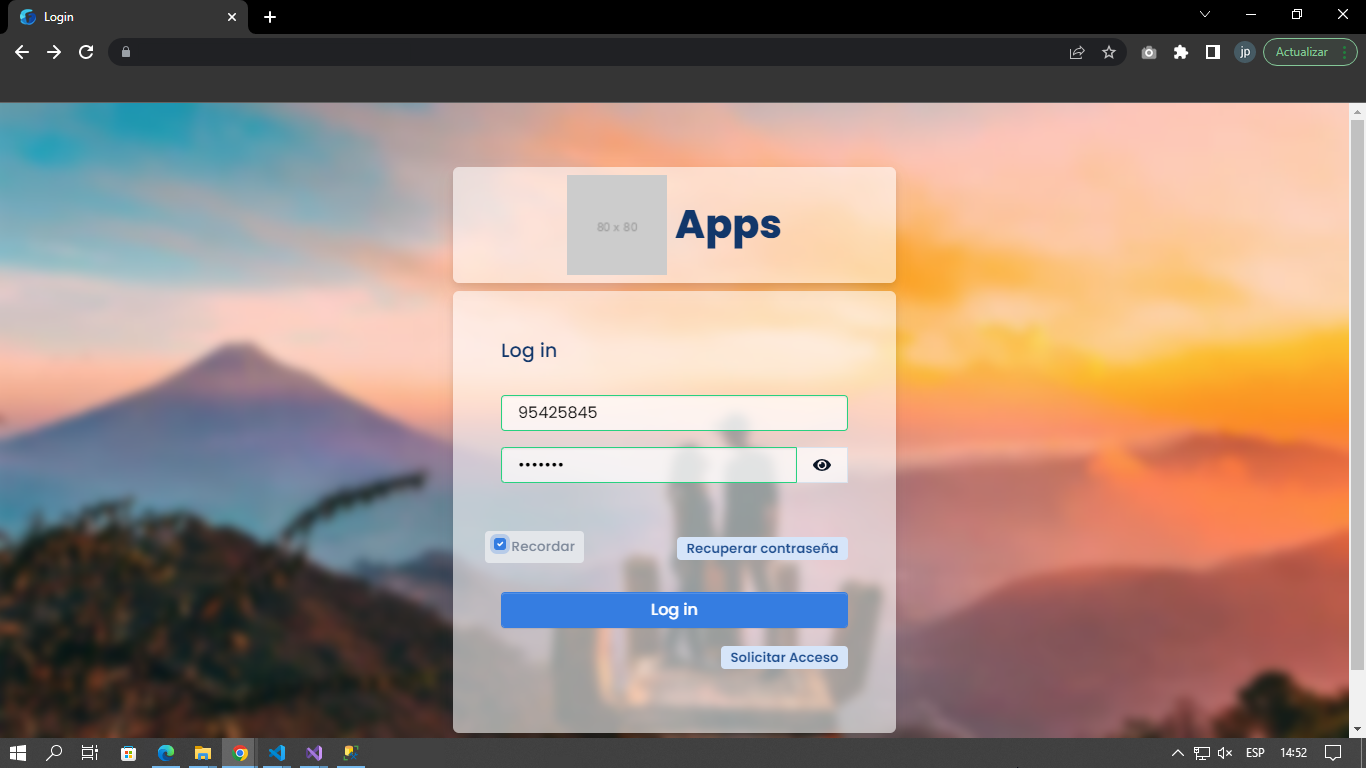 Login
jp
Actualizar
80 x 80
Apps
Log in
95425845
•••••••
Recordar
Recuperar contraseña
Log in
Solicitar Acceso
ESP
14:52